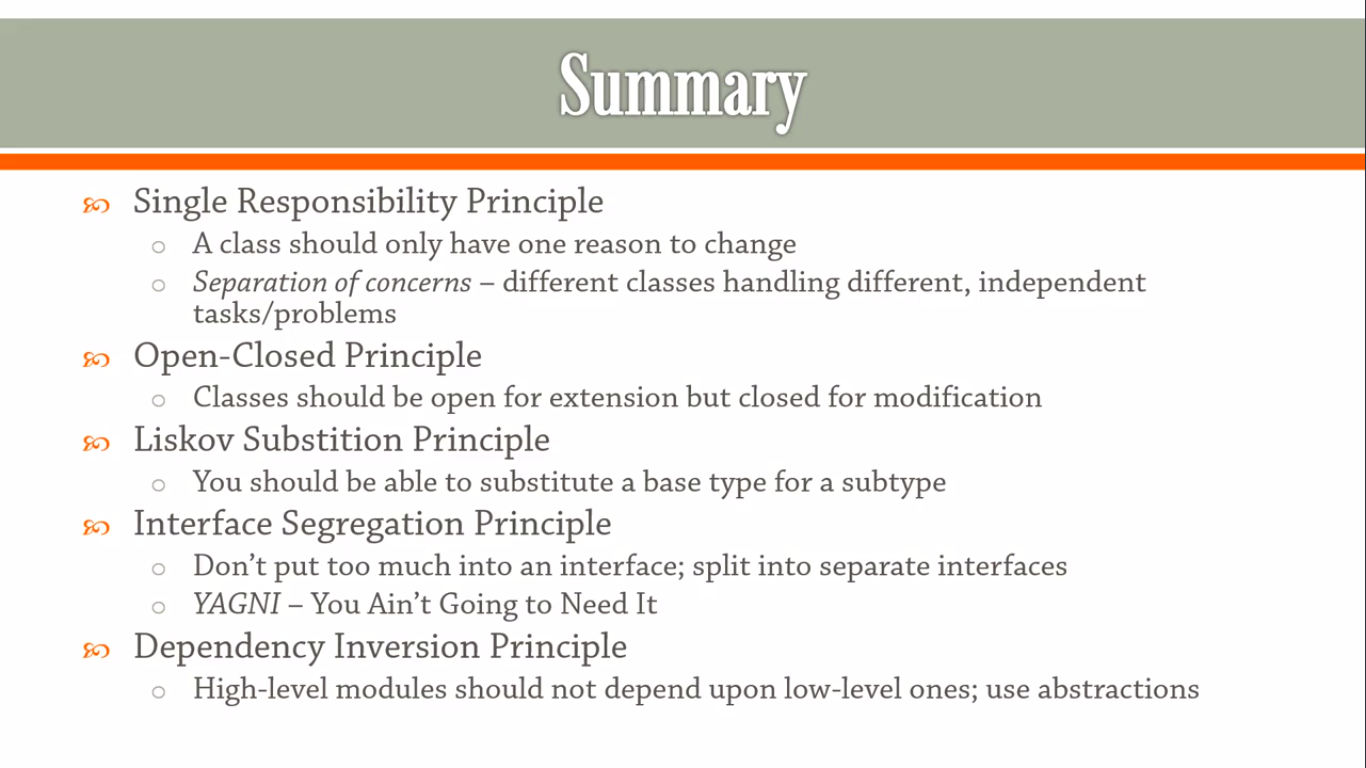 Summary
Single Responsibility Principle
A class should only have one reason to change
Separation of concerns – different classes handling different, independent
tasks/problems
Open-Closed Principle
Classes should be open for extension but closed for modification
Liskov Substition Principle
You should be able to substitute a base type for a subtype
Interface Segregation Principle
Don’t put too much into an interface; split into separate interfaces
YAGNI – You Ain’t Going to Need It
Dependency Inversion Principle
High-level modules should not depend upon low-level ones; use abstractions